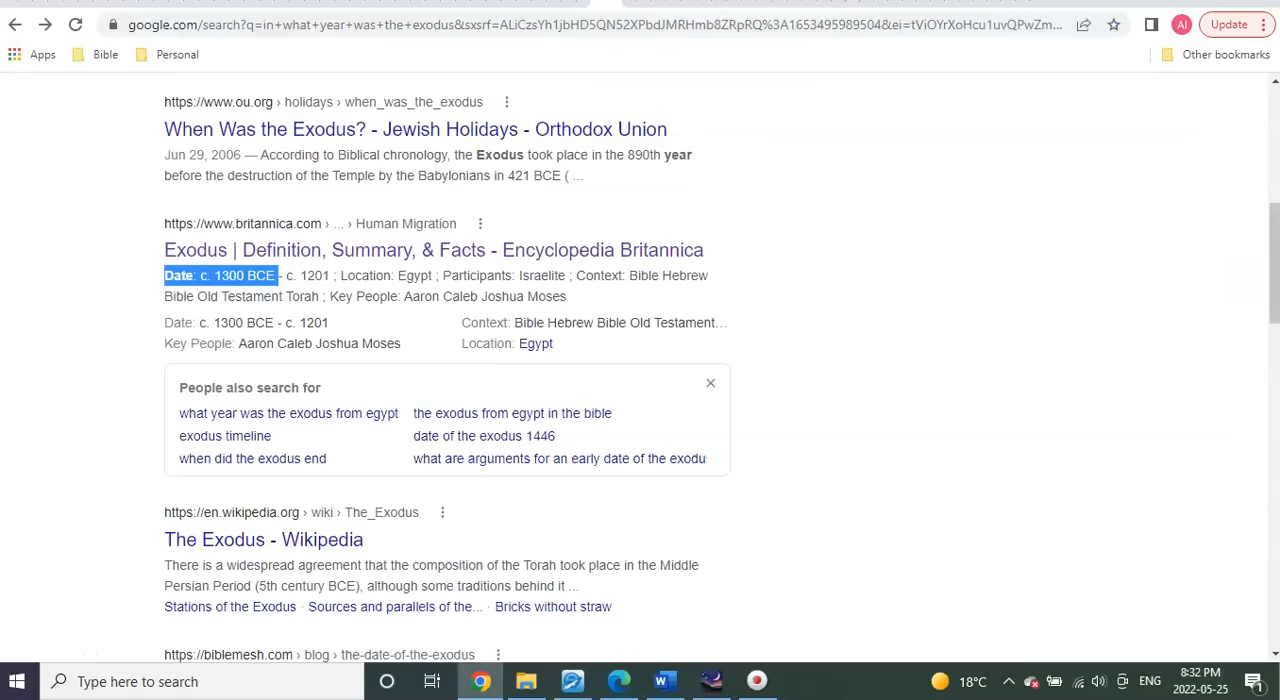 google.com/search?q=in+what+year+was+the+exodus&sxsrf=ALiCzsYh1jbHD5QN52XPbdJMRHmb8ZRpRQ%3A1653495989504&ei=tViOYrXoHcu1uvQPwZm...
AI
Update
Apps
Bible
Personal
Other bookmarks
https://www.ou.org › holidays › when_was_the_exodus
When Was the Exodus? - Jewish Holidays - Orthodox Union
Jun 29, 2006 — According to Biblical chronology, the Exodus took place in the 890th year
before the destruction of the Temple by the Babylonians in 421 BCE ( ...
https://www.britannica.com › ... › Human Migration
Exodus | Definition, Summary, & Facts - Encyclopedia Britannica
Date: c. 1300 BCE - c. 1201 ; Location: Egypt ; Participants: Israelite ; Context: Bible Hebrew
Bible Old Testament Torah ; Key People: Aaron Caleb Joshua Moses
Date: c. 1300 BCE - c. 1201
Context: Bible Hebrew Bible Old Testament...
Key People: Aaron Caleb Joshua Moses
Location: Egypt
People also search for
what year was the exodus from egypt
the exodus from egypt in the bible
exodus timeline
date of the exodus 1446
when did the exodus end
what are arguments for an early date of the exodu
https://en.wikipedia.org › wiki › The_Exodus
The Exodus - Wikipedia
There is a widespread agreement that the composition of the Torah took place in the Middle
Persian Period (5th century BCE), although some traditions behind it ...
Stations of the Exodus · Sources and parallels of the... · Bricks without straw
https://biblemesh.com › blog › the-date-of-the-exodus
Type here to search
18°C
ENG
8:32 PM
2022-05-25
1